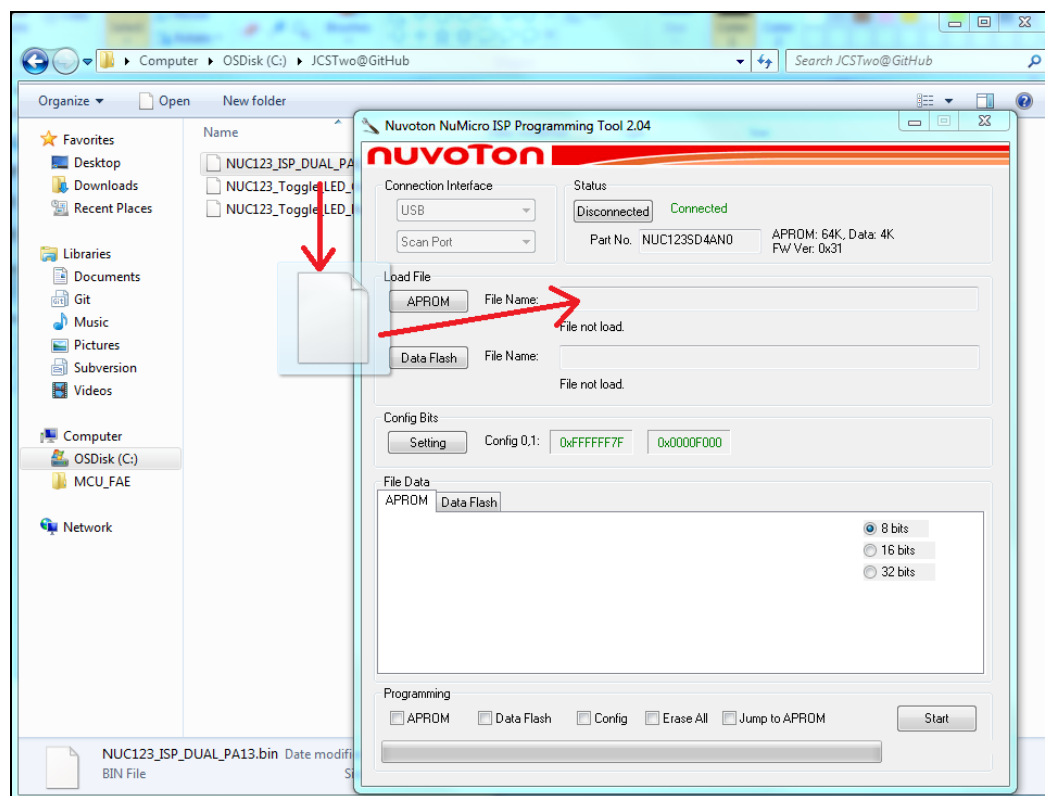 Computer ▸ OSDisk (C:) ▸ JCSTwo@GitHub
Search JCSTwo@GitHub
Organize Open New folder
Favorites
Desktop
Downloads
Recent Places
Libraries
Documents
Git
Music
Pictures
Subversion
Videos
Computer
OSDisk (C:)
MCU_FAE
Network
Name
NUC123_ISP_DUAL_PA
NUC123_Toggle_LED_
NUC123_Toggle_LED_
Nuvoton NuMicro ISP Programming Tool 2.04
nuvoTon
Connection Interface
USB
Scan Port
Status
Disconnected Connected
Part No. NUC123SD4AN0
APROM: 64K, Data: 4K
FW Ver: 0x31
Load File
APROM File Name:
File not load.
Data Flash File Name:
File not load.
Config Bits
Setting Config 0,1: 0xFFFFFF7F 0x0000F000
File Data
APROM Data Flash
8 bits
16 bits
32 bits
Programming
APROM Data Flash Config Erase All Jump to APROM Start
NUC123_ISP_DUAL_PA13.bin Date modifi
BIN File Si